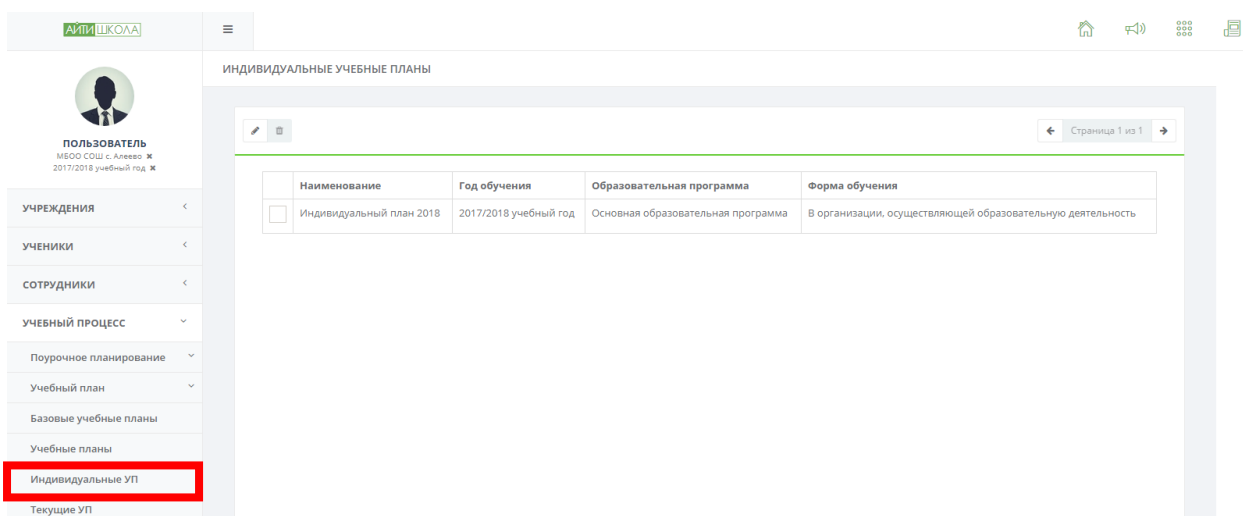 АЙТИ ШКОЛА
ИНДИВИДУАЛЬНЫЕ УЧЕБНЫЕ ПЛАНЫ
ПОЛЬЗОВАТЕЛЬ
МБОО СОШ с. Алеево ✖
2017/2018 учебный год ✖
УЧРЕЖДЕНИЯ
УЧЕНИКИ
СОТРУДНИКИ
УЧЕБНЫЙ ПРОЦЕСС
Поурочное планирование
Учебный план
Базовые учебные планы
Учебные планы
Индивидуальные УП
Текущие УП
Страница 1 из 1
Наименование Год обучения Образовательная программа Форма обучения
Индивидуальный план 2018 2017/2018 учебный год Основная образовательная программа В организации, осуществляющей образовательную деятельность